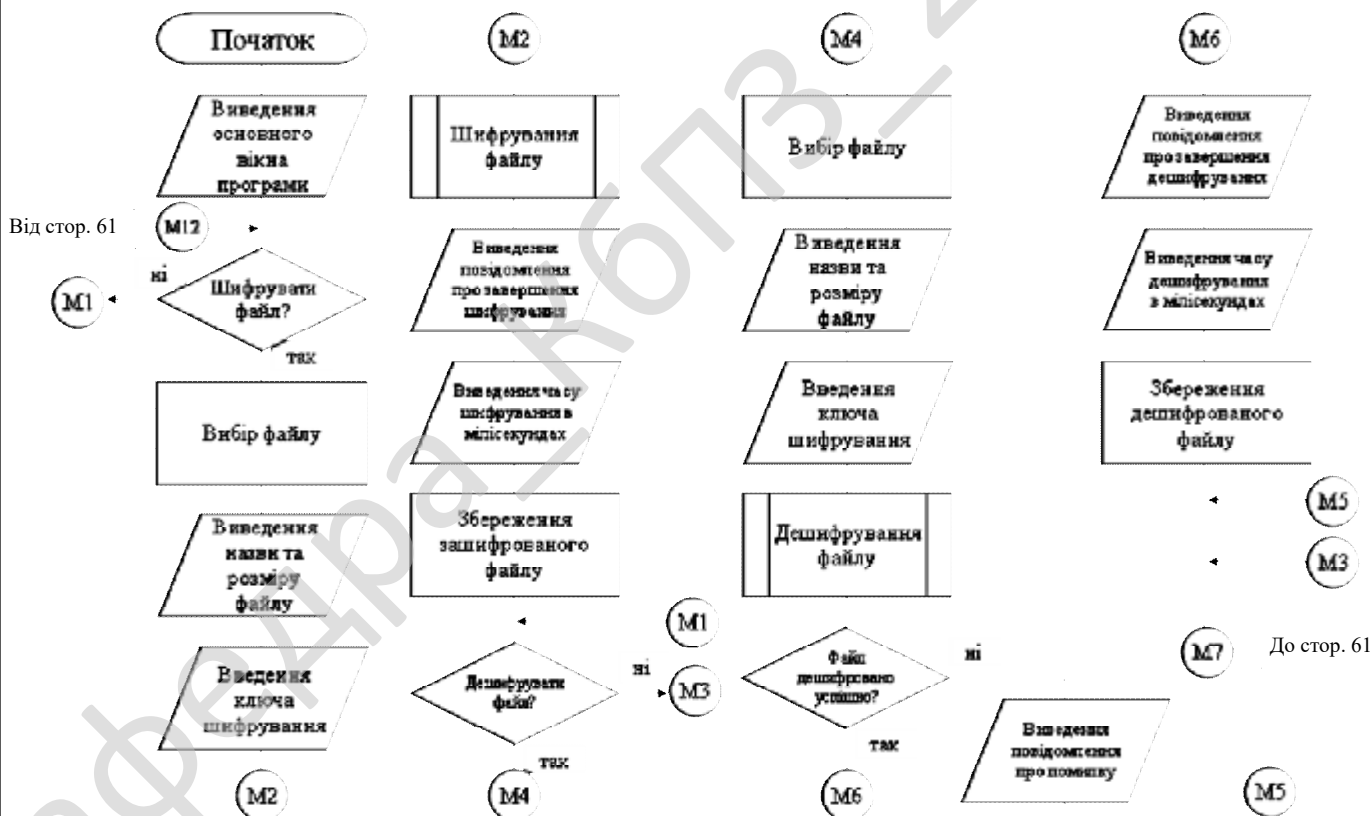 Початок
Виведення
основного
вікна
програми
Від стор. 61
М12
Шифрувати
файл?
ні
М1
так
Вибір файлу
Виведення
назви та
розміру
файлу
Введення
ключа
шифрування
М2
М2
Шифрування
файлу
Виведення
повідомлення
про завершення
шифрування
Виведення часу
шифрування в
мілісекундах
Збереження
зашифрованого
файлу
М1
Дешифрувати
файл?
ні
М3
так
М4
М4
Вибір файлу
Виведення
назви та
розміру
файлу
Введення
ключа
шифрування
Дешифрування
файлу
Файл
дешифровано
успішно?
ні
так
М6
Виведення
повідомлення
про помилку
М5
М6
Виведення
повідомлення
про завершення
дешифрування
Виведення часу
дешифрування
в мілісекундах
Збереження
дешифрованого
файлу
М5
М3
М7
До стор. 61
федра_КбПЗ_2